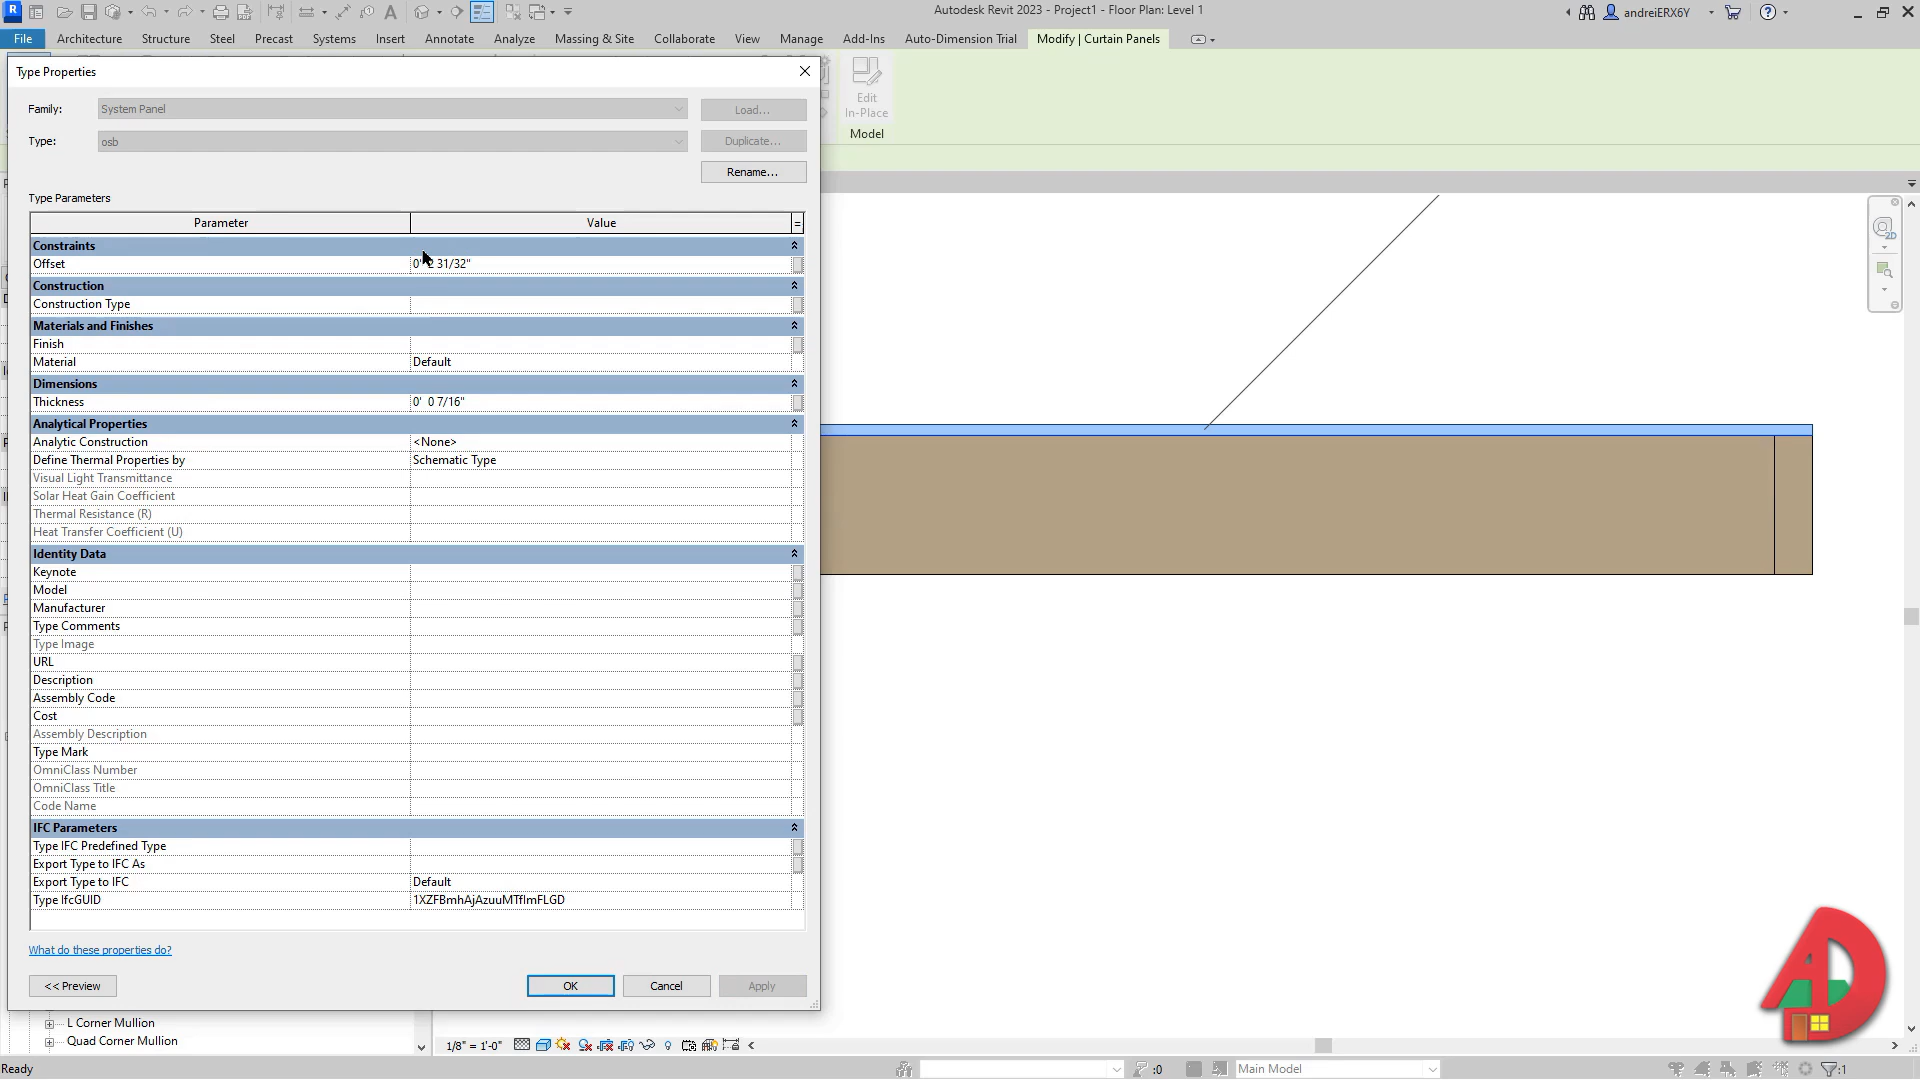 Autodesk Revit 2023 - Project1 - Floor Plan: Level 1
andreiERX6Y
File
Architecture
Structure
Steel
Precast
Systems
Insert
Annotate
Analyze
Massing & Site
Collaborate
View
Manage
Add-Ins
Auto-Dimension Trial
Modify | Curtain Panels
Edit
In-Place
Model
Type Properties
Family:
System Panel
Load...
Type:
osb
Duplicate...
Rename...
Type Parameters
Parameter
Value
=
Constraints
Offset
0' 2 31/32"
Construction
Construction Type
Materials and Finishes
Finish
Material
Default
Dimensions
Thickness
0' 0 7/16"
Analytical Properties
Analytic Construction
<None>
Define Thermal Properties by
Schematic Type
Visual Light Transmittance
Solar Heat Gain Coefficient
Thermal Resistance (R)
Heat Transfer Coefficient (U)
Identity Data
Keynote
Model
Manufacturer
Type Comments
Type Image
URL
Description
Assembly Code
Cost
Assembly Description
Type Mark
OmniClass Number
OmniClass Title
Code Name
IFC Parameters
Type IFC Predefined Type
Export Type to IFC As
Export Type to IFC
Default
Type IfcGUID
What do these properties do?
<< Preview
OK
Cancel
Apply
L Corner Mullion
Quad Corner Mullion
1/8" = 1'-0"
Ready
:0
Main Model
:1